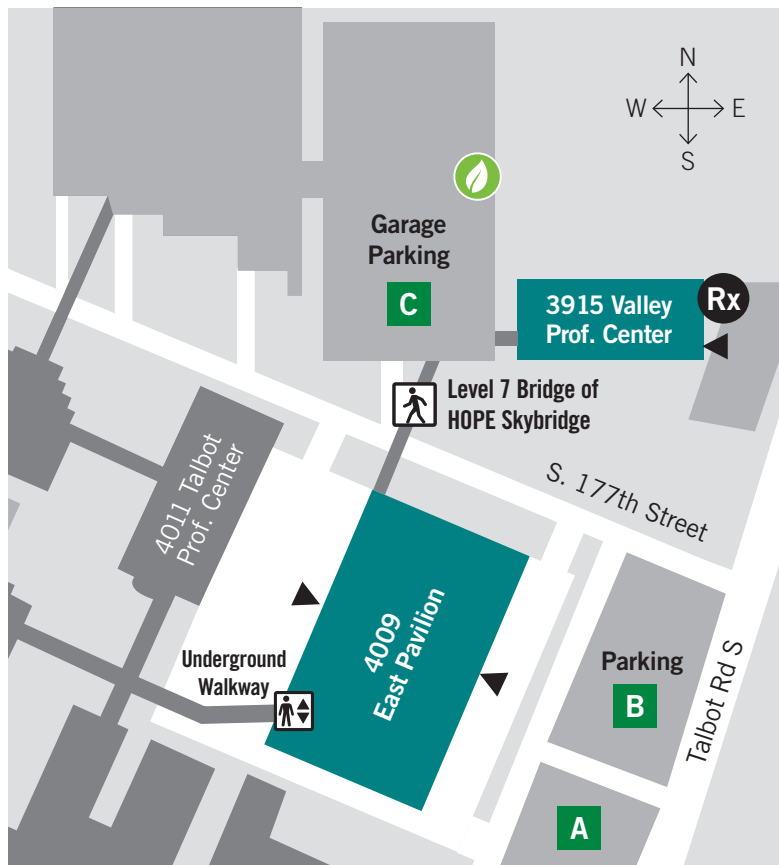 N
W E
S
Garage
Parking
C
3915 Valley
Prof. Center
Rx
Level 7 Bridge of
HOPE Skybridge
S. 177th Street
4011 Talbot
Prof. Center
4009
East Pavilion
Underground
Walkway
Parking
B
Talbot Rd S
A